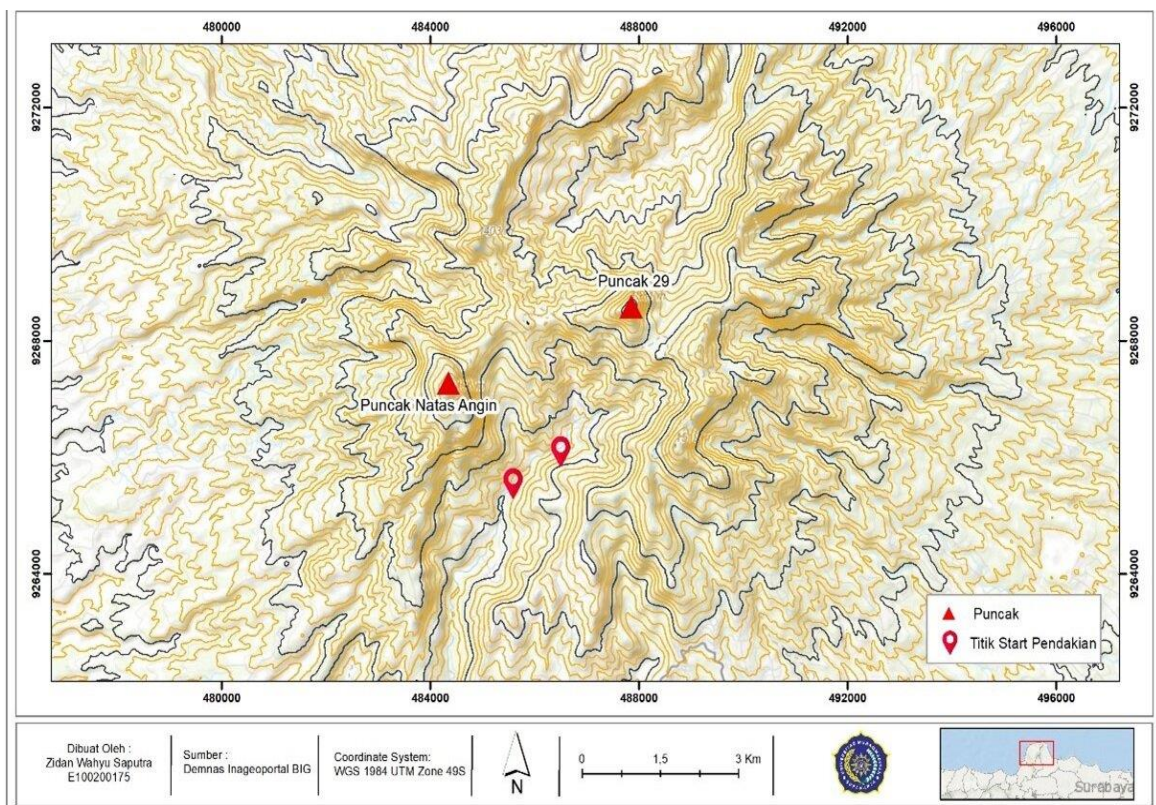 480000 484000 488000 492000 496000
9272000 9272000
Puncak 29
9268000 9268000
Puncak Natas Angin
9264000 9264000
Puncak
Titik Start Pendakian
480000 484000 488000 492000 496000
Dibuat Oleh :
Zidan Wahyu Saputra
E100200175
Sumber :
Demnas Inageoportal BIG
Coordinate System:
WGS 1984 UTM Zone 49S
N
0 1,5 3 Km
Surabaya